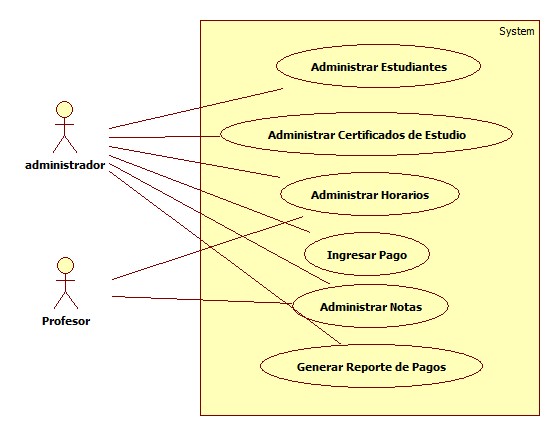 System
Administrar Estudiantes
Administrar Certificados de Estudio
administrador
Administrar Horarios
Ingresar Pago
Administrar Notas
Profesor
Generar Reporte de Pagos